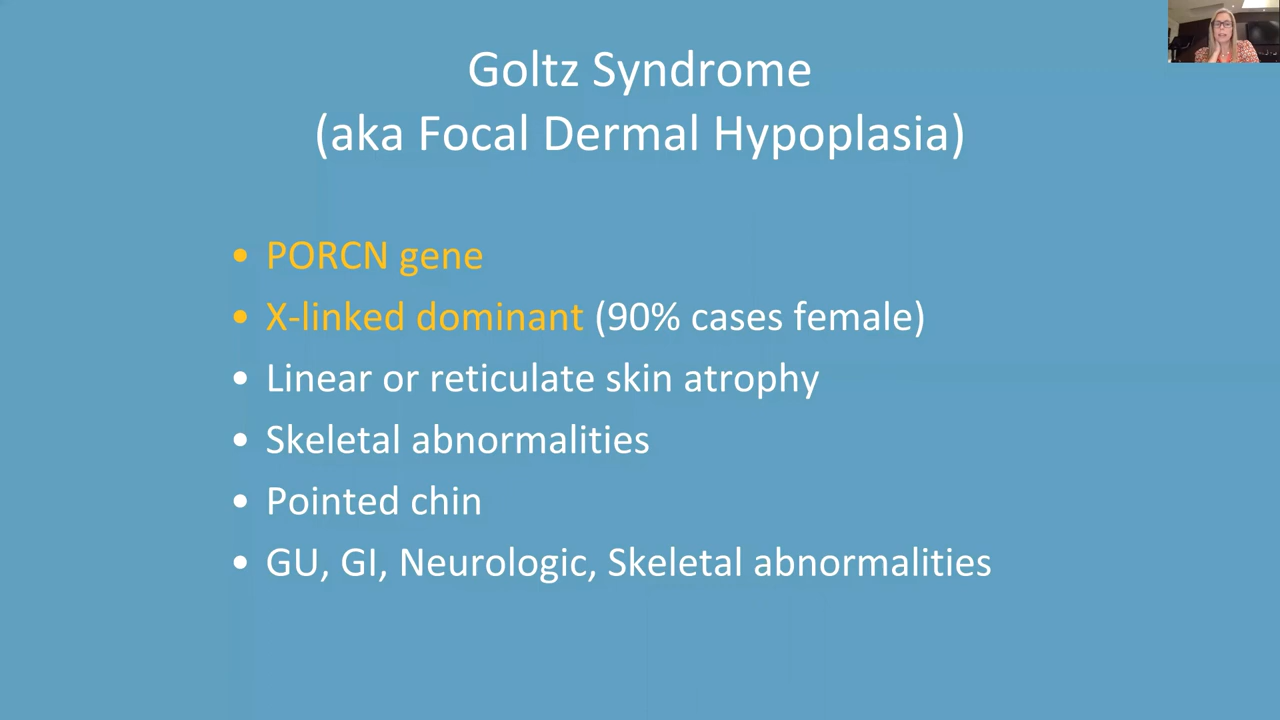 Goltz Syndrome
(aka Focal Dermal Hypoplasia)
• PORCN gene
• X-linked dominant (90% cases female)
• Linear or reticulate skin atrophy
• Skeletal abnormalities
• Pointed chin
• GU, GI, Neurologic, Skeletal abnormalities